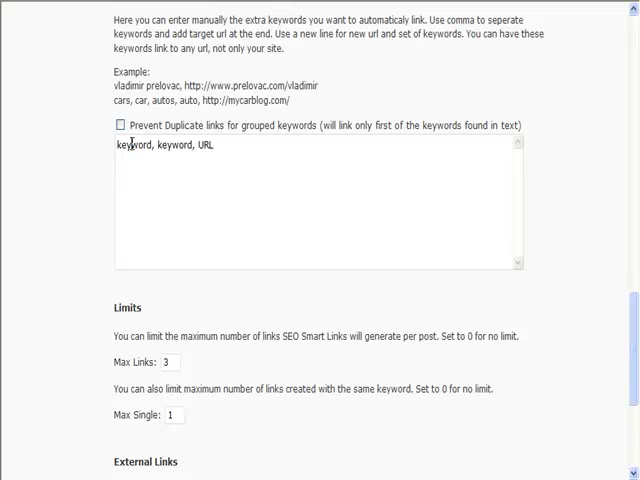 Here you can enter manually the extra keywords you want to automaticaly link. Use comma to seperate
keywords and add target url at the end. Use a new line for new url and set of keywords. You can have these
keywords link to any url, not only your site.
Example:
vladimir prelovac, http://www.prelovac.com/vladimir
cars, car, autos, auto, http://mycarblog.com/
Prevent Duplicate links for grouped keywords (will link only first of the keywords found in text)
keyword, keyword, URL
Limits
You can limit the maximum number of links SEO Smart Links will generate per post. Set to 0 for no limit.
Max Links: 3
You can also limit maximum number of links created with the same keyword. Set to 0 for no limit.
Max Single: 1
External Links